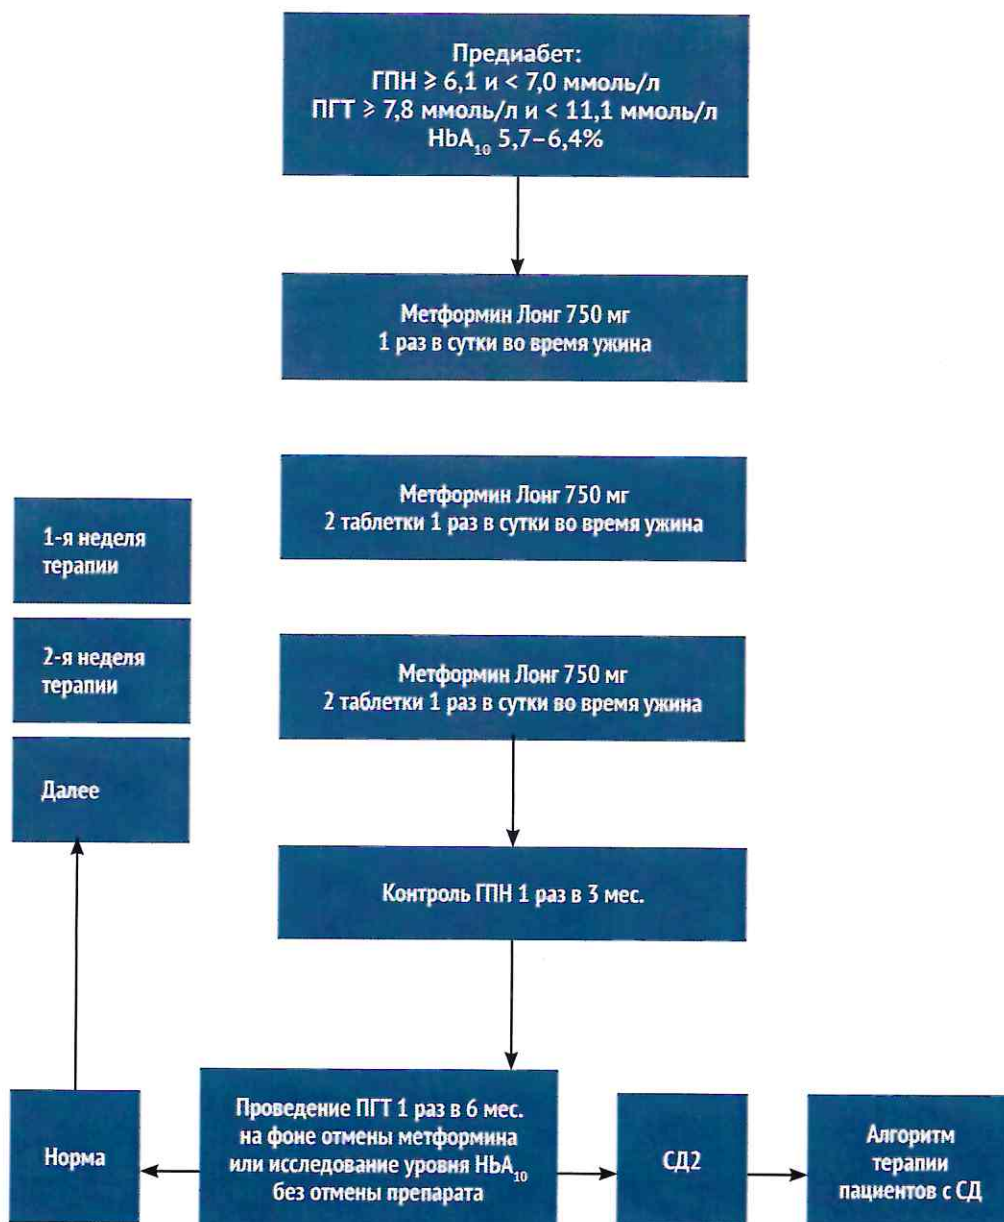 Предиабет:
ГПН ⩾ 6,1 и < 7,0 ммоль/л
ПГТ ⩾ 7,8 ммоль/л и < 11,1 ммоль/л
HbA₁₀ 5,7–6,4%
Метформин Лонг 750 мг
1 раз в сутки во время ужина
Метформин Лонг 750 мг
2 таблетки 1 раз в сутки во время ужина
1-я неделя
терапии
2-я неделя
терапии
Метформин Лонг 750 мг
2 таблетки 1 раз в сутки во время ужина
Далее
Контроль ГПН 1 раз в 3 мес.
Норма
Проведение ПГТ 1 раз в 6 мес.
на фоне отмены метформина
или исследование уровня HbA₁₀
без отмены препарата
СД2
Алгоритм
терапии
пациентов с СД